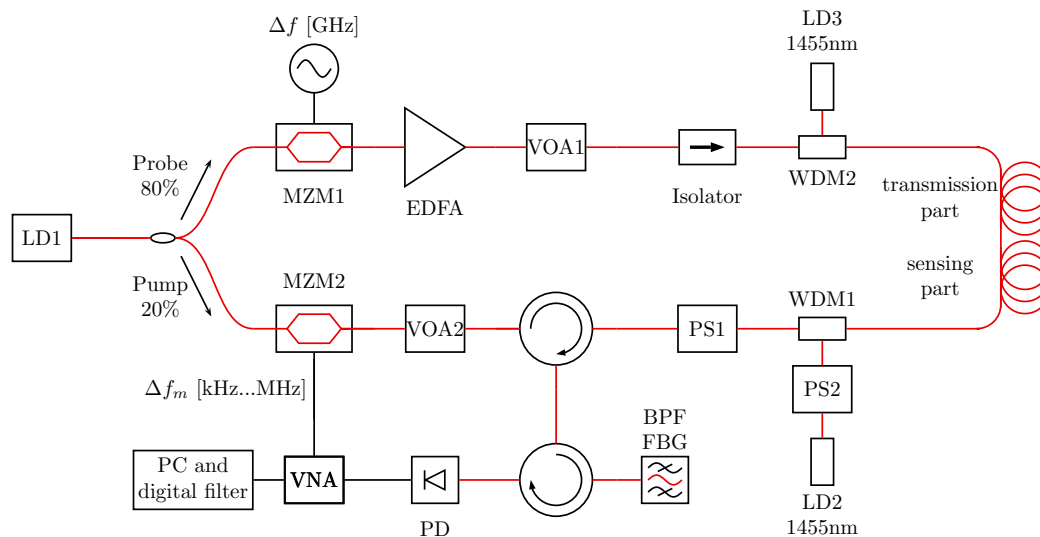 Δf [GHz]
LD3
1455nm
Probe
80%
MZM1
EDFA
VOA1
Isolator
WDM2
transmission
part
LD1
Pump
20%
MZM2
VOA2
PS1
WDM1
sensing
part
Δfm [kHz...MHz]
PS2
BPF
FBG
PC and
digital filter
VNA
PD
LD2
1455nm